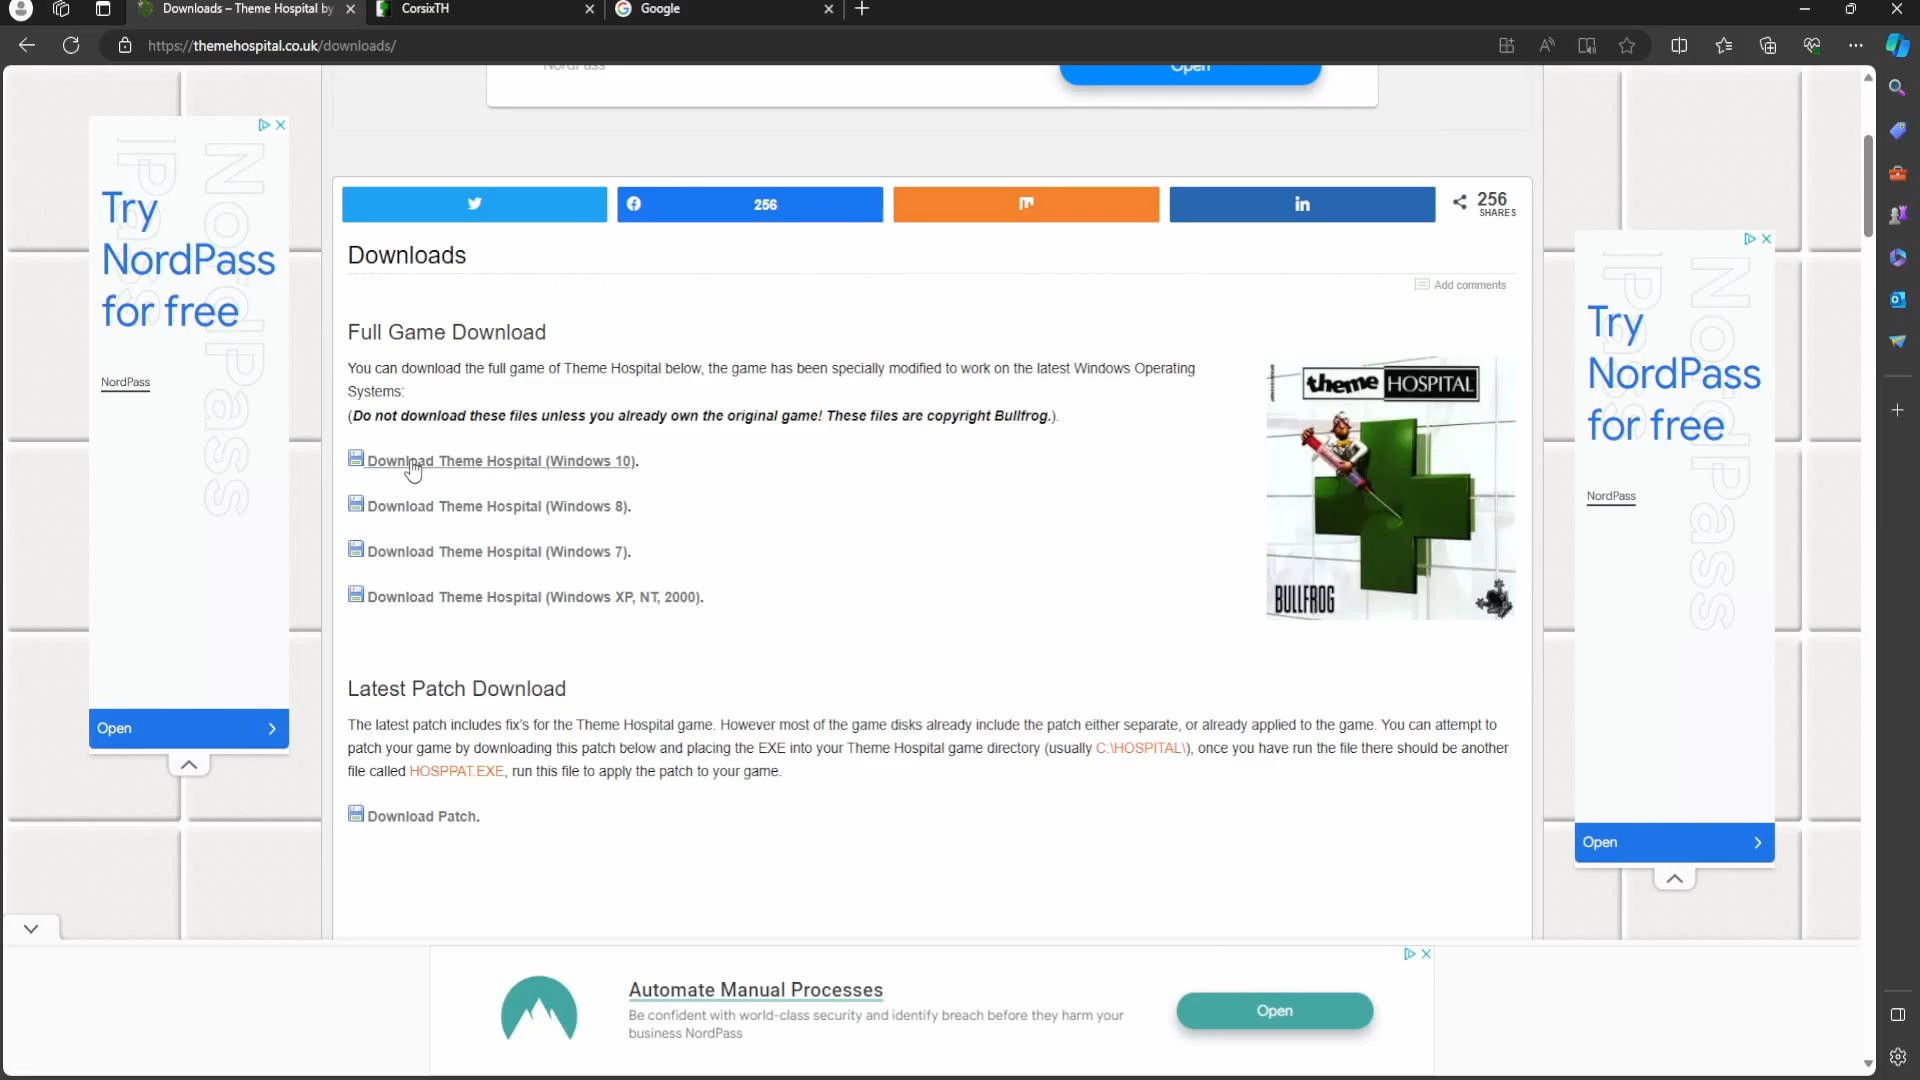 Downloads – Theme Hospital by
CorsixTH
Google
https://themehospital.co.uk/downloads/
NordPass
Open
256
256
SHARES
Downloads
Add comments
Full Game Download
You can download the full game of Theme Hospital below, the game has been specially modified to work on the latest Windows Operating
Systems:
(Do not download these files unless you already own the original game! These files are copyright Bullfrog.).
Download Theme Hospital (Windows 10).
Download Theme Hospital (Windows 8).
Download Theme Hospital (Windows 7).
Download Theme Hospital (Windows XP, NT, 2000).
theme HOSPITAL
BULLFROG
Latest Patch Download
The latest patch includes fix's for the Theme Hospital game. However most of the game disks already include the patch either separate, or already applied to the game. You can attempt to
patch your game by downloading this patch below and placing the EXE into your Theme Hospital game directory (usually C:\HOSPITAL\), once you have run the file there should be another
file called HOSPPAT.EXE, run this file to apply the patch to your game.
Download Patch.
Try
NordPass
for free
NordPass
NordPass
Open
Try
NordPass
for free
NordPass
NordPass
Open
Automate Manual Processes
Be confident with world-class security and identify breach before they harm your
business NordPass
Open